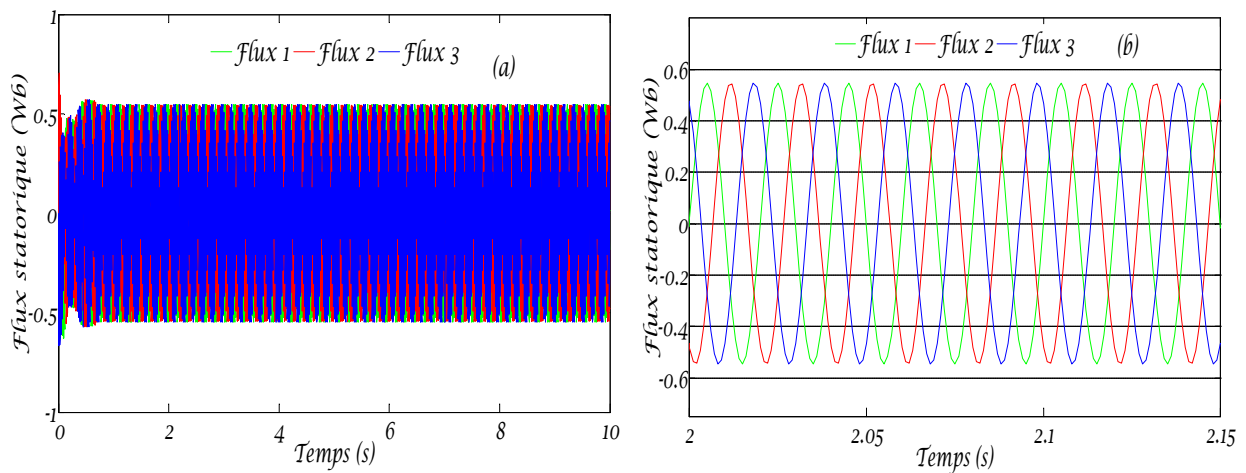 Flux 1 Flux 2 Flux 3 (a)
Flux statorique (Wb)
1
0.5
0
-0.5
-1
0 2 4 6 8 10
Temps (s)
Flux 1 Flux 2 Flux 3 (b)
Flux statorique (Wb)
0.6
0.4
0.2
0
-0.2
-0.4
-0.6
2 2.05 2.1 2.15
Temps (s)